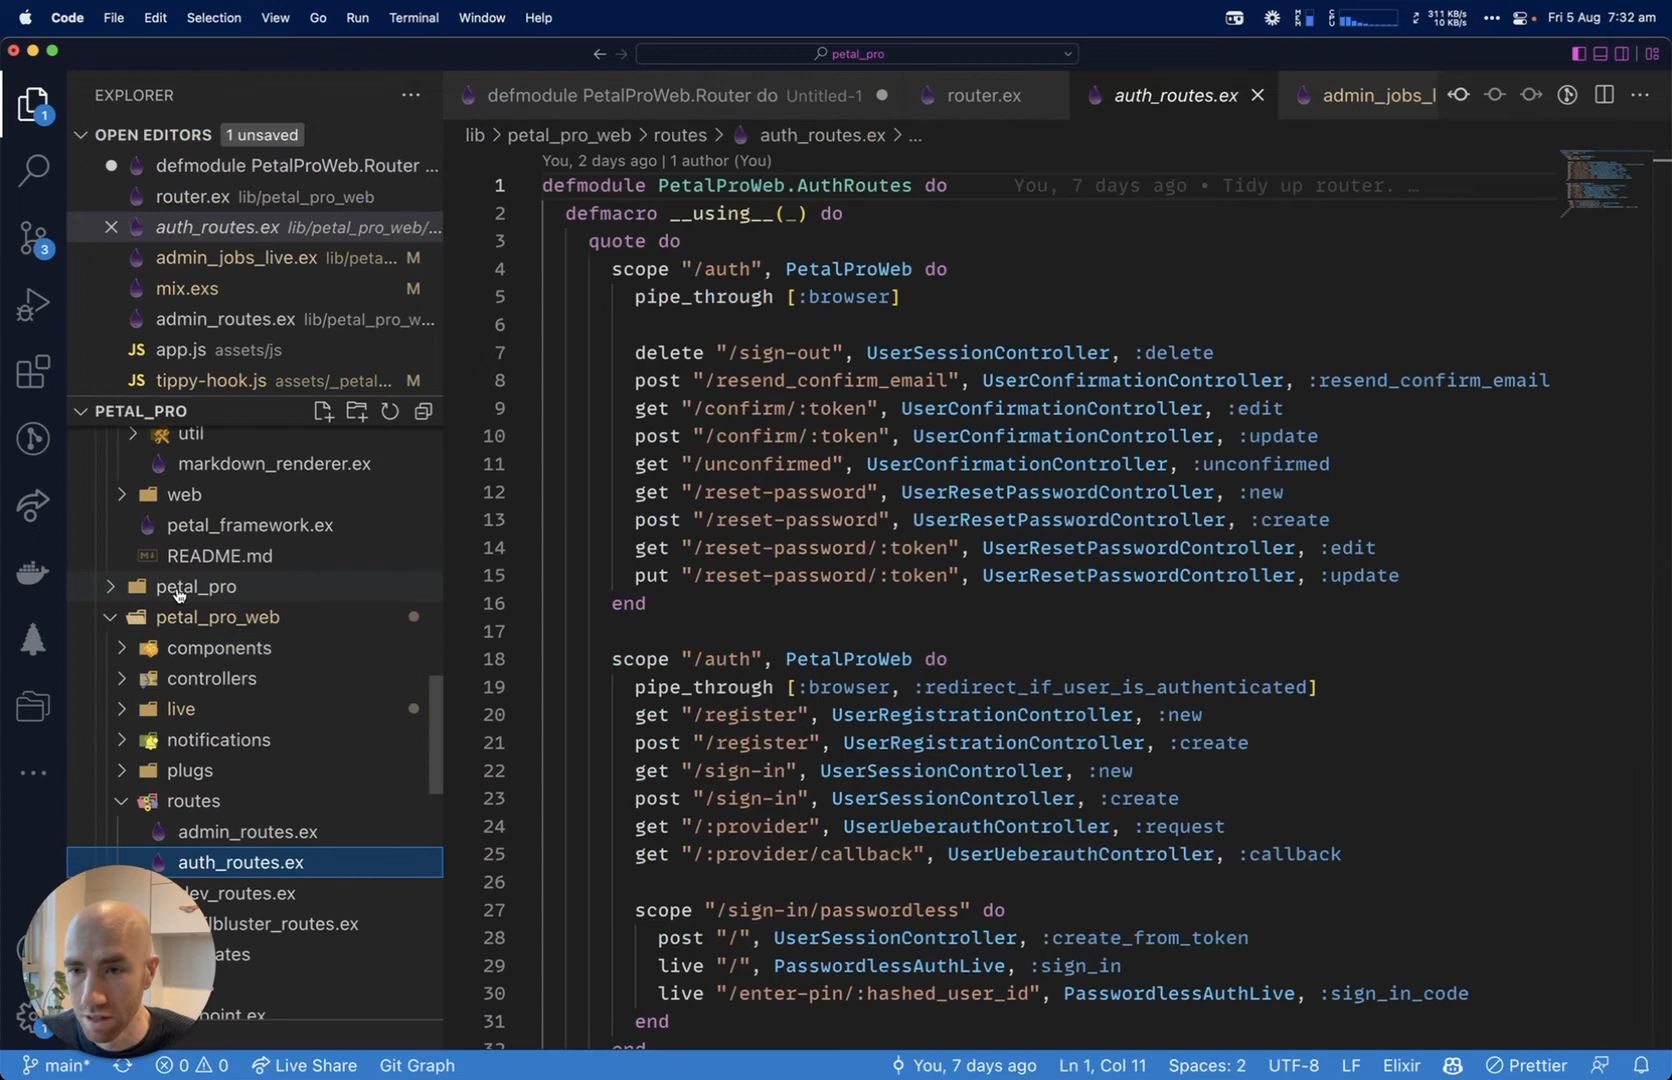 Code File Edit Selection View Go Run Terminal Window Help
311 KB/s
10 KB/s
Fri 5 Aug 7:32 am
petal_pro
EXPLORER
OPEN EDITORS 1 unsaved
defmodule PetalProWeb.Router ...
router.ex lib/petal_pro_web
auth_routes.ex lib/petal_pro_web/...
admin_jobs_live.ex lib/peta... M
mix.exs M
admin_routes.ex lib/petal_pro_w...
JS app.js assets/js
JS tippy-hook.js assets/_petal... M
PETAL_PRO
util
markdown_renderer.ex
web
petal_framework.ex
README.md
petal_pro
petal_pro_web
components
controllers
live
notifications
plugs
routes
admin_routes.ex
auth_routes.ex
ev_routes.ex
lbluster_routes.ex
ates
point.ex
defmodule PetalProWeb.Router do Untitled-1
router.ex
auth_routes.ex
admin_jobs_l
lib > petal_pro_web > routes > auth_routes.ex > ...
You, 2 days ago | 1 author (You)
1 defmodule PetalProWeb.AuthRoutes do You, 7 days ago • Tidy up router. …
2 defmacro __using__(_) do
3 quote do
4 scope "/auth", PetalProWeb do
5 pipe_through [:browser]
6
7 delete "/sign-out", UserSessionController, :delete
8 post "/resend_confirm_email", UserConfirmationController, :resend_confirm_email
9 get "/confirm/:token", UserConfirmationController, :edit
10 post "/confirm/:token", UserConfirmationController, :update
11 get "/unconfirmed", UserConfirmationController, :unconfirmed
12 get "/reset-password", UserResetPasswordController, :new
13 post "/reset-password", UserResetPasswordController, :create
14 get "/reset-password/:token", UserResetPasswordController, :edit
15 put "/reset-password/:token", UserResetPasswordController, :update
16 end
17
18 scope "/auth", PetalProWeb do
19 pipe_through [:browser, :redirect_if_user_is_authenticated]
20 get "/register", UserRegistrationController, :new
21 post "/register", UserRegistrationController, :create
22 get "/sign-in", UserSessionController, :new
23 post "/sign-in", UserSessionController, :create
24 get "/:provider", UserUeberauthController, :request
25 get "/:provider/callback", UserUeberauthController, :callback
26
27 scope "/sign-in/passwordless" do
28 post "/", UserSessionController, :create_from_token
29 live "/", PasswordlessAuthLive, :sign_in
30 live "/enter-pin/:hashed_user_id", PasswordlessAuthLive, :sign_in_code
31 end
32 end
main* 0 0 Live Share Git Graph You, 7 days ago Ln 1, Col 11 Spaces: 2 UTF-8 LF Elixir Prettier